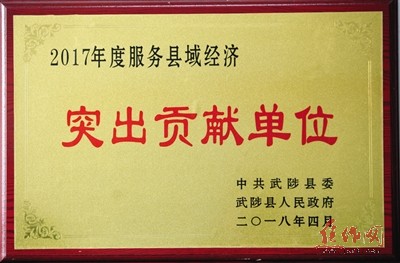 2017年度服务县域经济
突出贡献单位
中共武陟县委
武陟县人民政府
二〇一八年四月